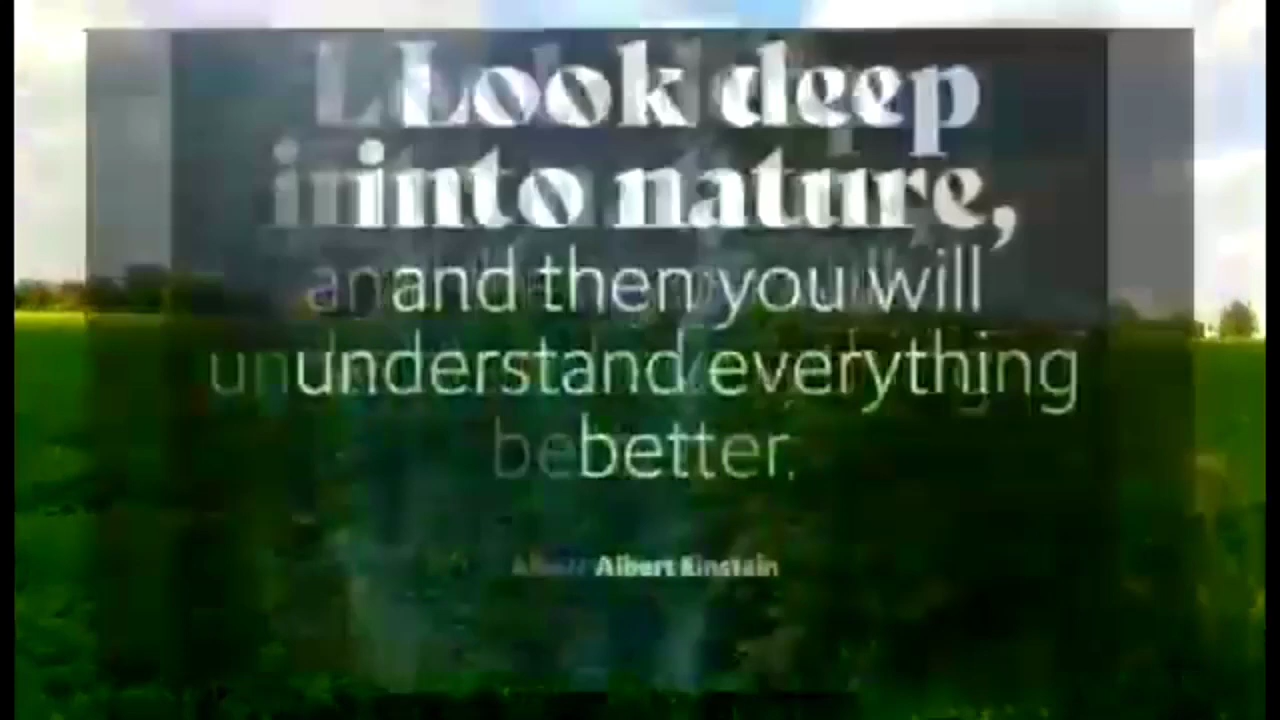 Look deep
into nature,
and then you will
understand everything
better.
Albert Einstein